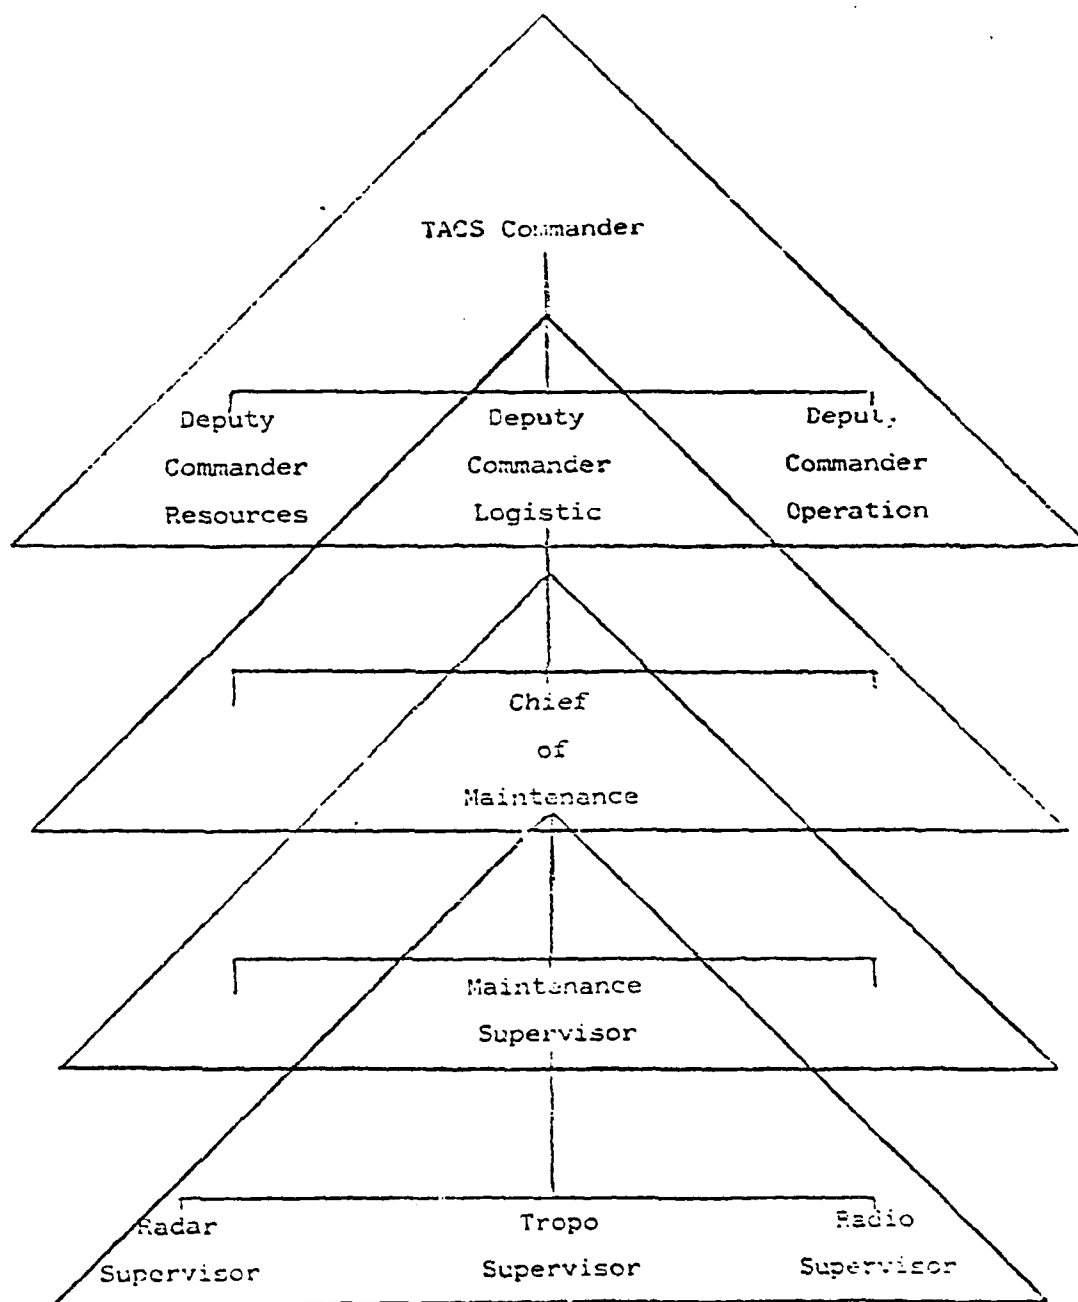 TACS Commander
Deputy Deputy Deputy
Commander Commander Commander
Resources Logistic Operation
Chief
of
Maintenance
Maintenance
Supervisor
Radar Tropo Radio
Supervisor Supervisor Supervisor